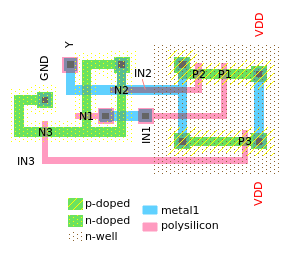 VDD
Y
GND
IN2
P2
P1
N2
N1
IN1
N3
P3
IN3
VDD
p-doped
n-doped
n-well
metal1
polysilicon